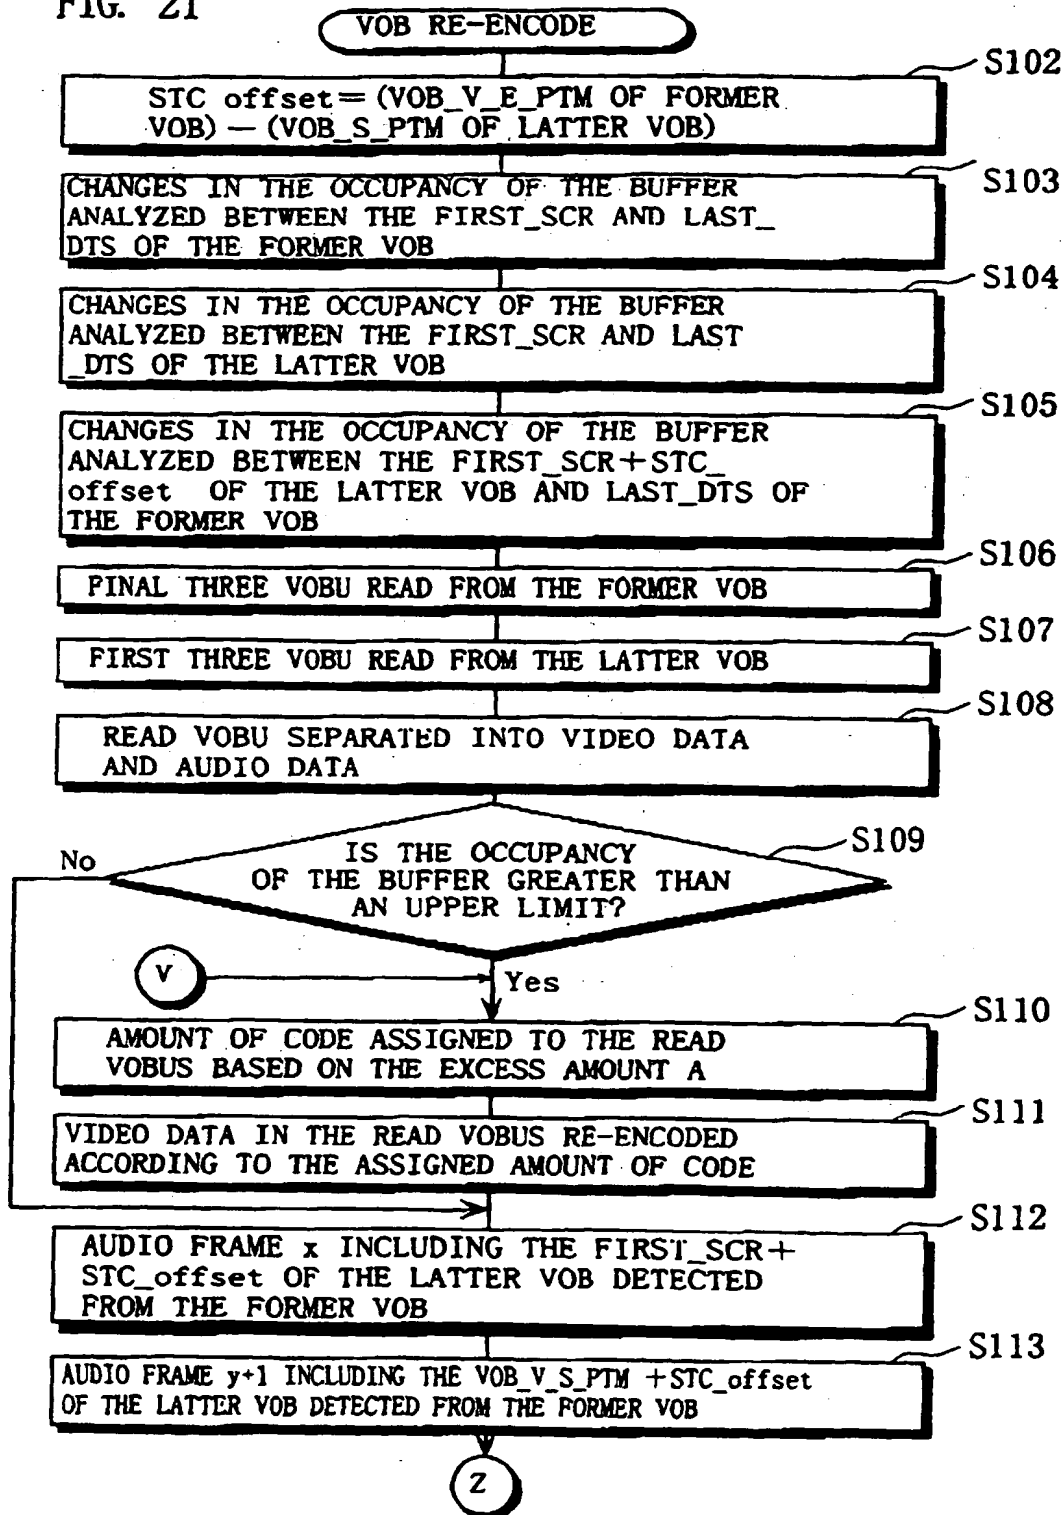 FIG. 21
VOB RE-ENCODE
S102
STC offset=(VOB_V_E_PTM OF FORMER
VOB)−(VOB_S_PTM OF LATTER VOB)
S103
CHANGES IN THE OCCUPANCY OF THE BUFFER
ANALYZED BETWEEN THE FIRST_SCR AND LAST_
DTS OF THE FORMER VOB
S104
CHANGES IN THE OCCUPANCY OF THE BUFFER
ANALYZED BETWEEN THE FIRST_SCR AND LAST
_DTS OF THE LATTER VOB
S105
CHANGES IN THE OCCUPANCY OF THE BUFFER
ANALYZED BETWEEN THE FIRST_SCR+STC_
offset OF THE LATTER VOB AND LAST_DTS OF
THE FORMER VOB
S106
FINAL THREE VOBU READ FROM THE FORMER VOB
S107
FIRST THREE VOBU READ FROM THE LATTER VOB
S108
READ VOBU SEPARATED INTO VIDEO DATA
AND AUDIO DATA
S109
No
IS THE OCCUPANCY
OF THE BUFFER GREATER THAN
AN UPPER LIMIT?
V
Yes
S110
AMOUNT OF CODE ASSIGNED TO THE READ
VOBUS BASED ON THE EXCESS AMOUNT A
S111
VIDEO DATA IN THE READ VOBUS RE-ENCODED
ACCORDING TO THE ASSIGNED AMOUNT OF CODE
S112
AUDIO FRAME x INCLUDING THE FIRST_SCR+
STC_offset OF THE LATTER VOB DETECTED
FROM THE FORMER VOB
S113
AUDIO FRAME y+1 INCLUDING THE VOB_V_S_PTM +STC_offset
OF THE LATTER VOB DETECTED FROM THE FORMER VOB
Z